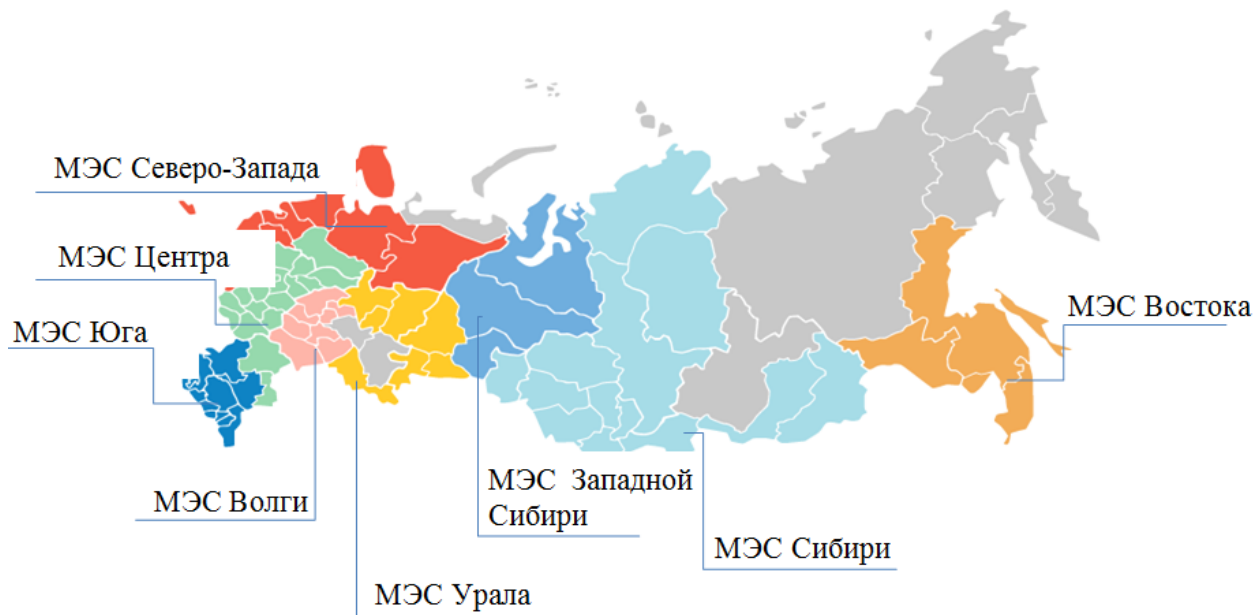 МЭС Северо-Запада
МЭС Центра
МЭС Востока
МЭС Юга
МЭС Волги
МЭС Западной
Сибири
МЭС Сибири
МЭС Урала